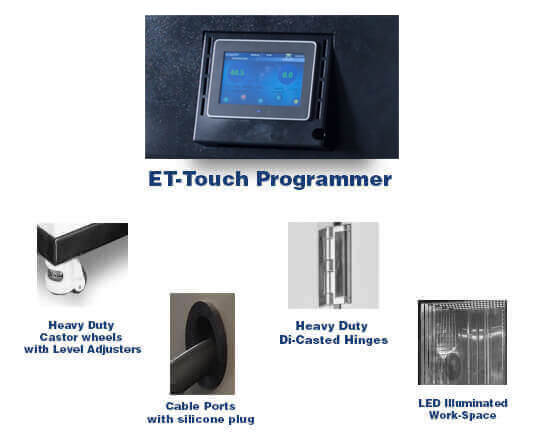 ET-Touch Programmer
Heavy Duty
Castor wheels
with Level Adjusters
Heavy Duty
Di-Casted Hinges
Cable Ports
with silicone plug
LED Illuminated
Work-Space